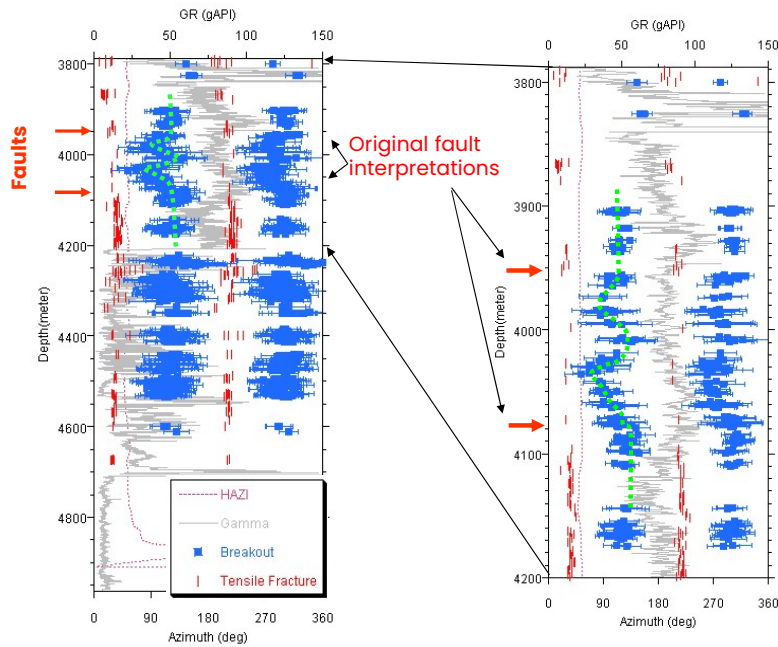 GR (gAPI)
0 50 100 150
3800
4000
4200
4400
4600
4800
Depth(meter)
0 90 180 270 360
Azimuth (deg)
Faults
HAZI
Gamma
Breakout
Tensile Fracture
Original fault
interpretations
GR (gAPI)
0 50 100 150
3800
3900
4000
4100
4200
Depth(meter)
0 90 180 270 360
Azimuth (deg)